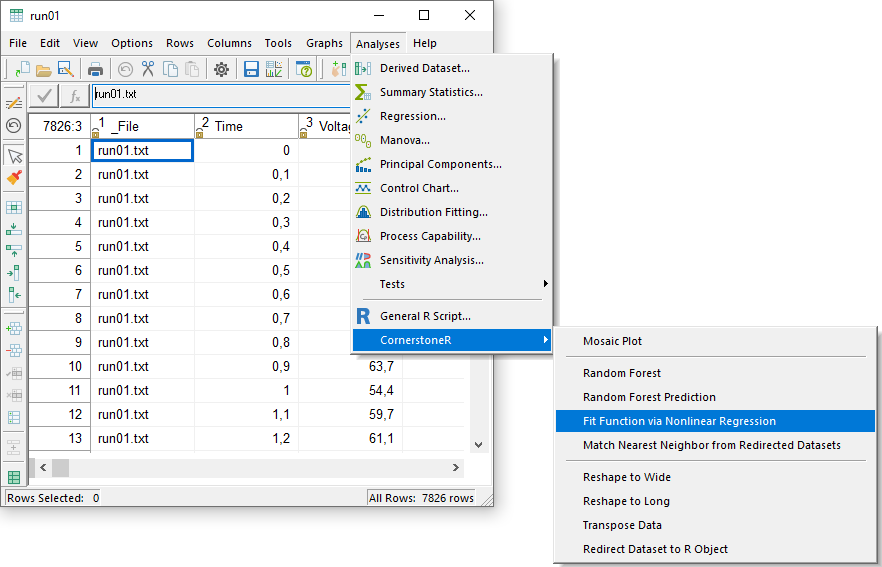 run01
File Edit View Options Rows Columns Tools Graphs Analyses Help
fx run01.txt
7826:3 1 _File 2 Time 3 Voltag
1 run01.txt 0
2 run01.txt 0,1
3 run01.txt 0,2
4 run01.txt 0,3
5 run01.txt 0,4
6 run01.txt 0,5
7 run01.txt 0,6
8 run01.txt 0,7
9 run01.txt 0,8
10 run01.txt 0,9 63,7
11 run01.txt 1 54,4
12 run01.txt 1,1 59,7
13 run01.txt 1,2 61,1
Rows Selected: 0 All Rows: 7826 rows
Derived Dataset...
Summary Statistics...
Regression...
Manova...
Principal Components...
Control Chart...
Distribution Fitting...
Cp Process Capability...
Sensitivity Analysis...
Tests
R General R Script...
CornerstoneR
Mosaic Plot
Random Forest
Random Forest Prediction
Fit Function via Nonlinear Regression
Match Nearest Neighbor from Redirected Datasets
Reshape to Wide
Reshape to Long
Transpose Data
Redirect Dataset to R Object